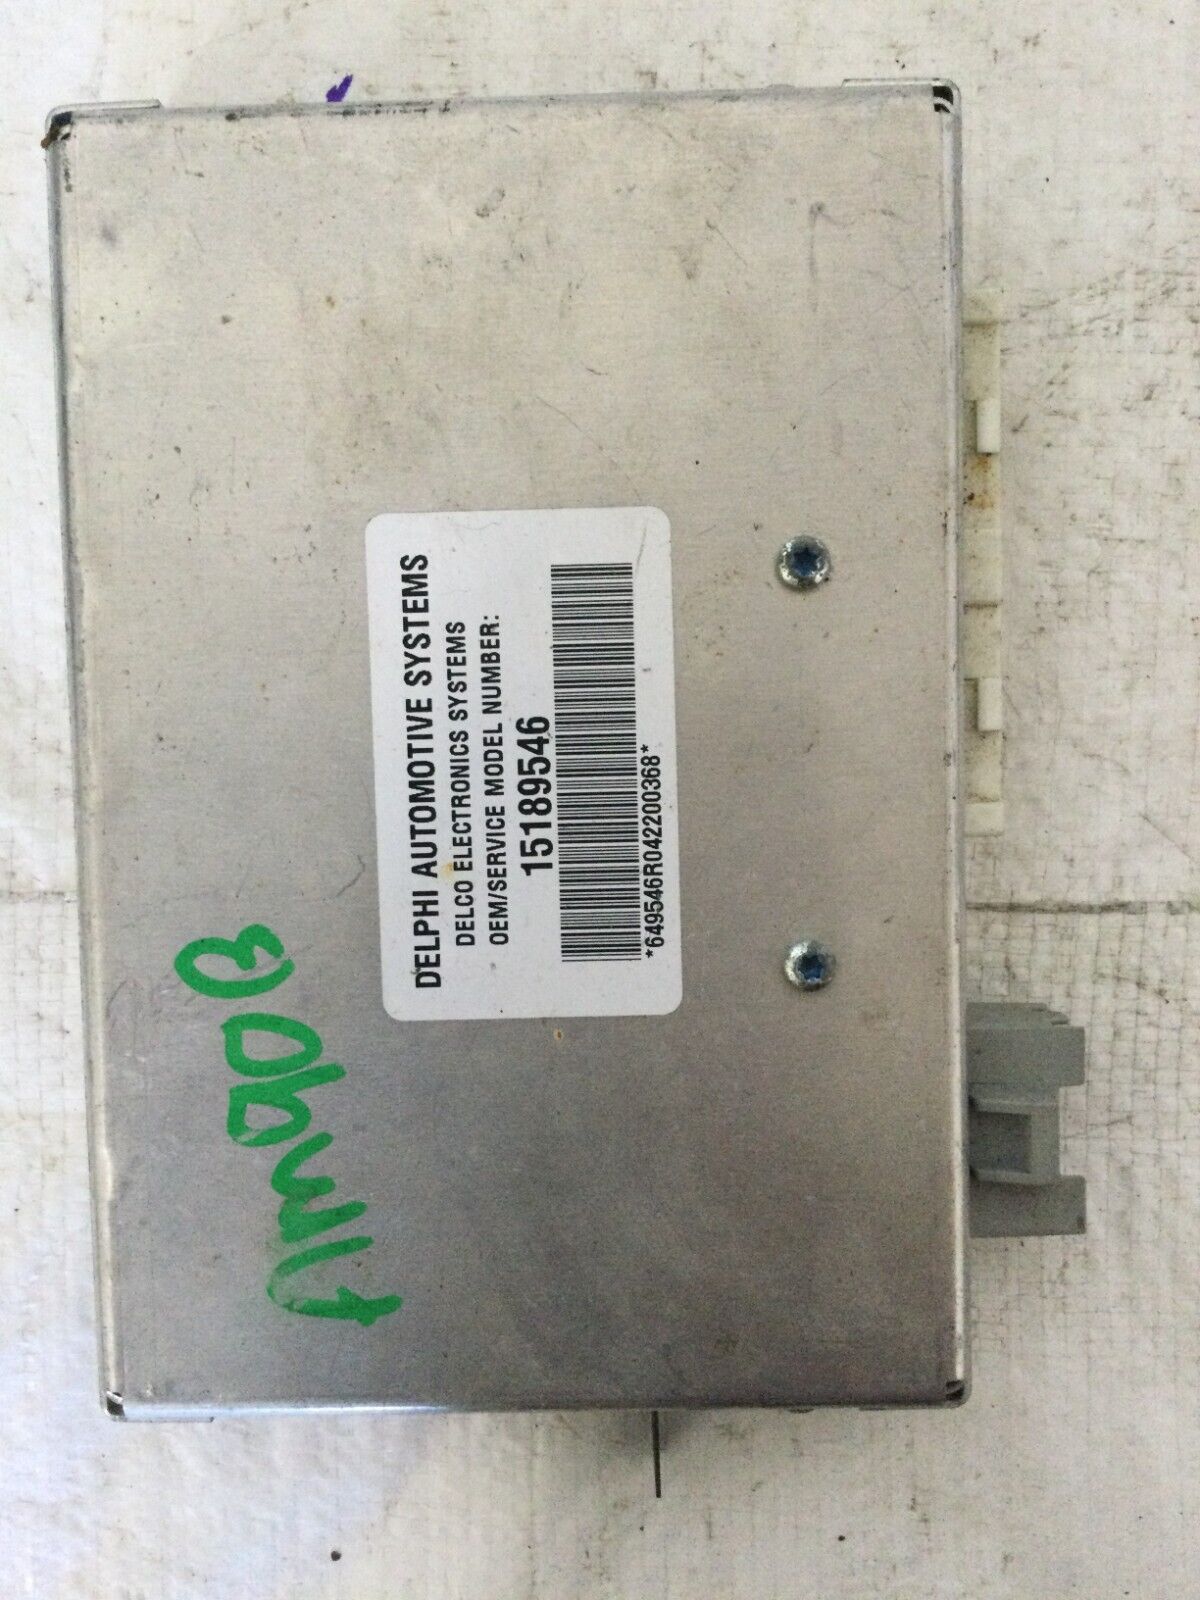 DELPHI AUTOMOTIVE SYSTEMS
DELCO ELECTRONICS SYSTEMS
OEM/SERVICE MODEL NUMBER:
15189546
*649546R042200368*